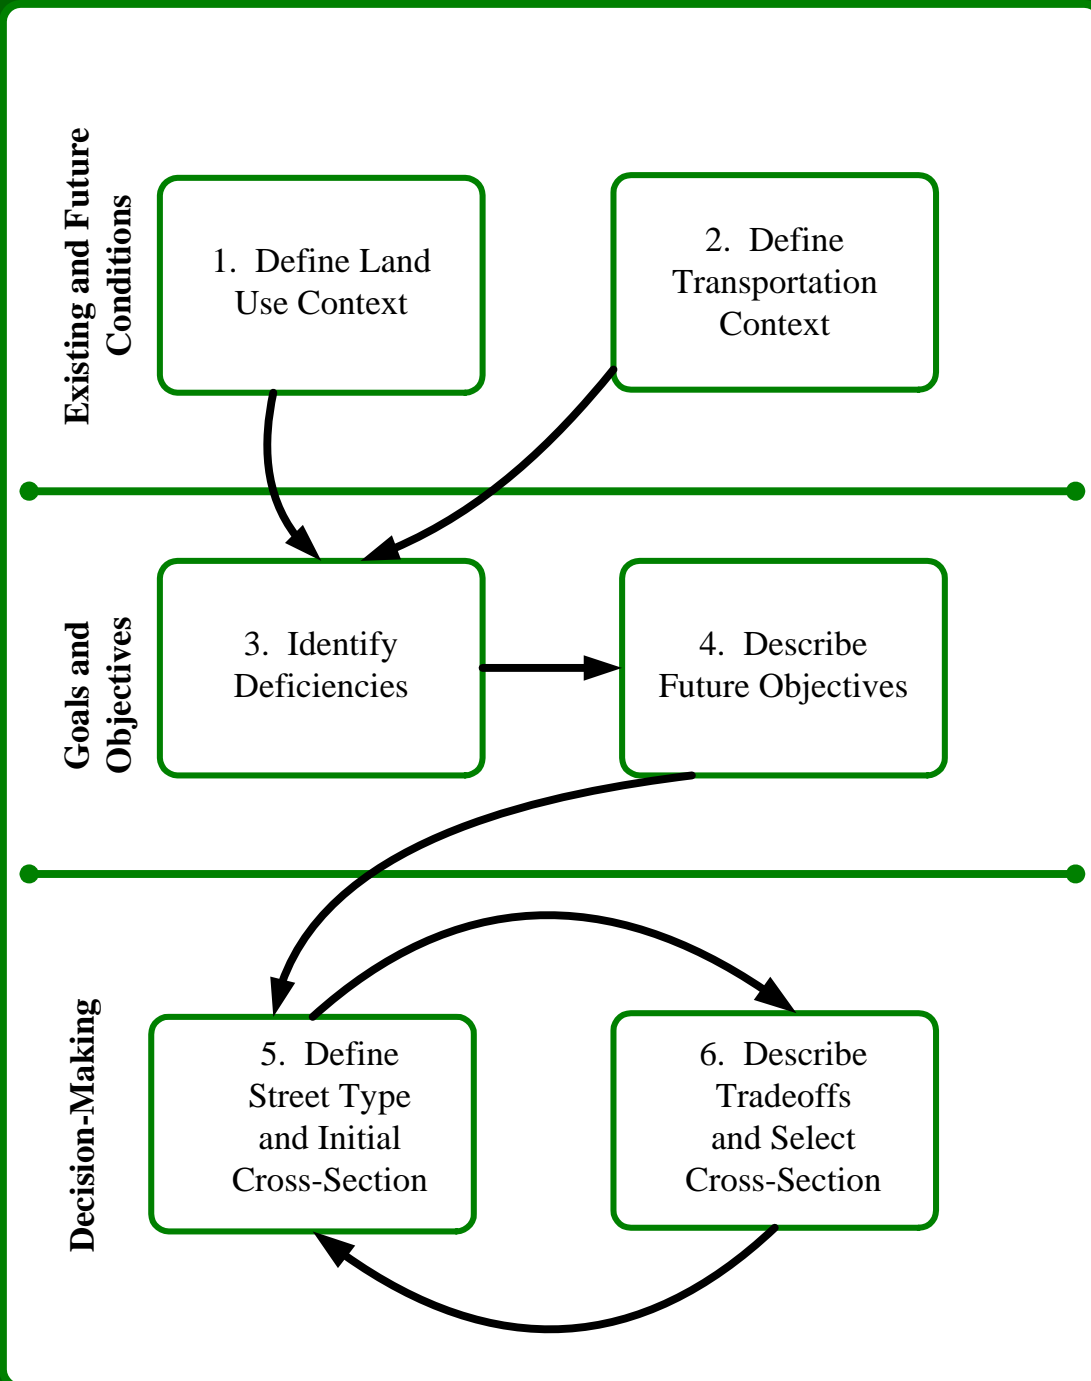 Existing and Future
Conditions
1. Define Land
Use Context
2. Define
Transportation
Context
Goals and
Objectives
3. Identify
Deficiencies
4. Describe
Future Objectives
Decision-Making
5. Define
Street Type
and Initial
Cross-Section
6. Describe
Tradeoffs
and Select
Cross-Section